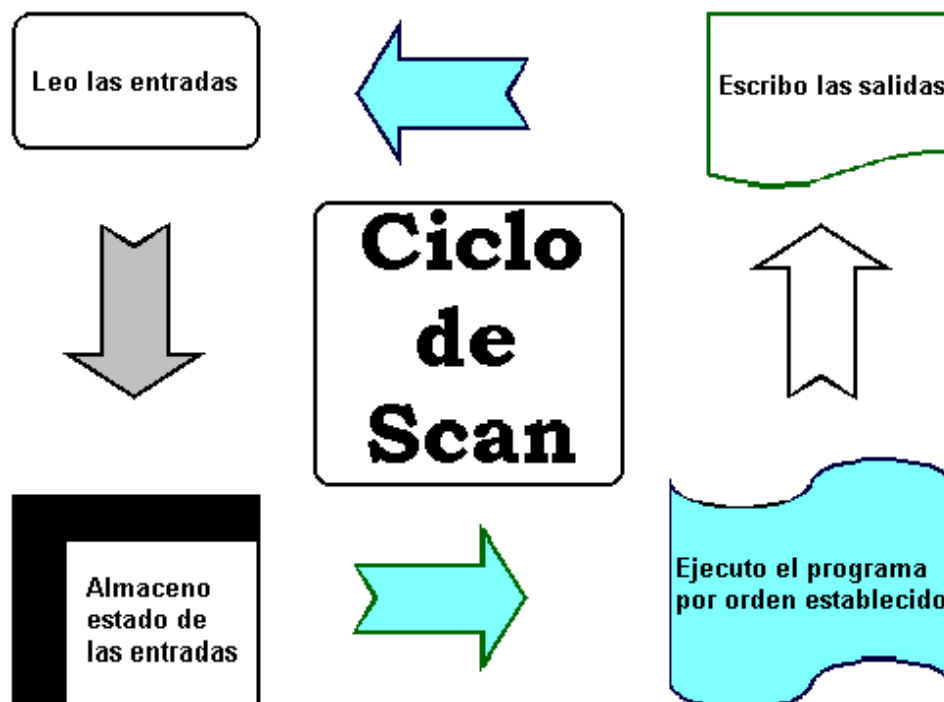 Leo las entradas
Escribo las salidas
Ciclo
de
Scan
Almaceno
estado de
las entradas
Ejecuto el programa
por orden establecido